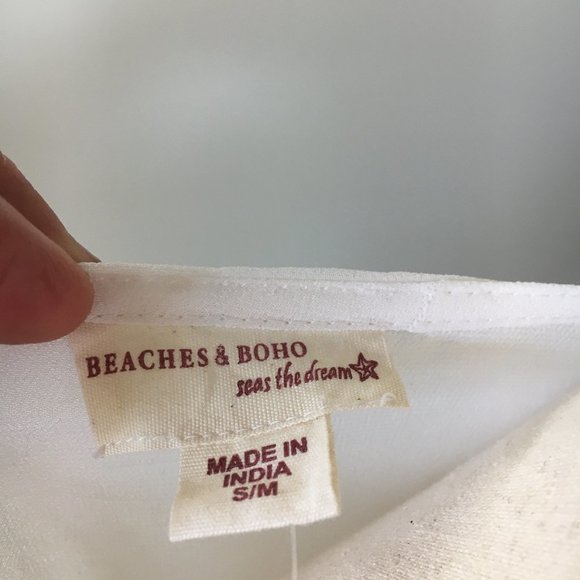 BEACHES & BOHO
seas the dream
MADE IN
INDIA
S/M